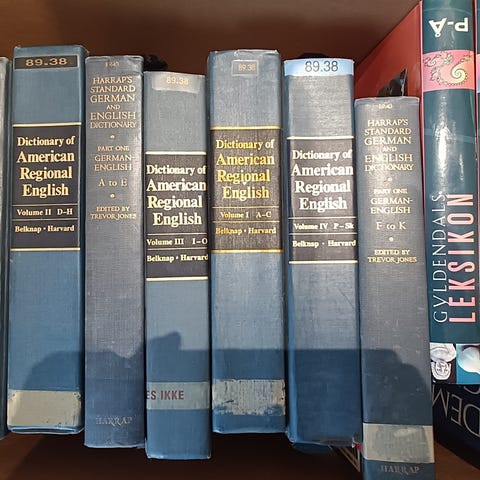 89.38
Dictionary of
American
Regional
English
Volume II D-H
Belknap · Harvard
HARRAP'S
STANDARD
GERMAN
AND
ENGLISH
DICTIONARY
PART ONE
GERMAN-
ENGLISH
A to E
EDITED BY
TREVOR JONES
HARRAP
89.38
Dictionary of
American
Regional
English
Volume III I-O
Belknap · Harvard
ES IKKE
89.38
Dictionary of
American
Regional
English
Volume I A-C
Belknap · Harvard
89.38
Dictionary of
American
Regional
English
Volume IV P-Sk
Belknap · Harvard
HARRAP'S
STANDARD
GERMAN
AND
ENGLISH
DICTIONARY
PART ONE
GERMAN-
ENGLISH
F to K
EDITED BY
TREVOR JONES
HARRAP
P-Å
GYLDENDALS
LEKSIKON